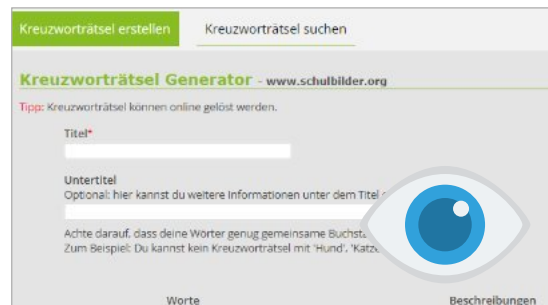 Kreuzworträtsel erstellen Kreuzworträtsel suchen
Kreuzworträtsel Generator - www.schulbilder.org
Tipp: Kreuzworträtsel können online gelöst werden.
Titel*
Untertitel
Optional: hier kannst du weitere Informationen unter dem Titel
Achte darauf, dass deine Wörter genug gemeinsame
Zum Beispiel: Du kannst kein Kreuzworträtsel mit 'Hund',
Worte Beschreibungen